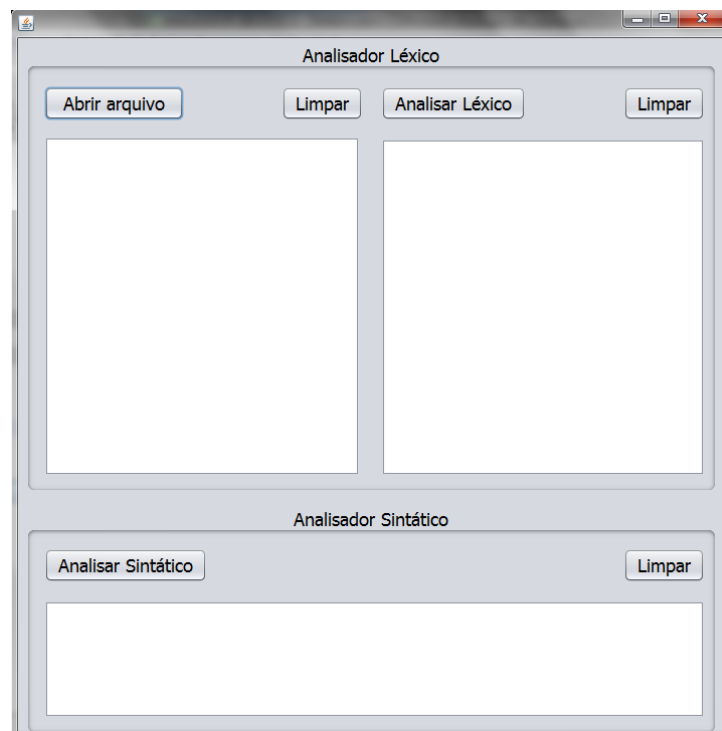 Analisador Léxico
Abrir arquivo Limpar Analisar Léxico Limpar
Analisador Sintático
Analisar Sintático Limpar